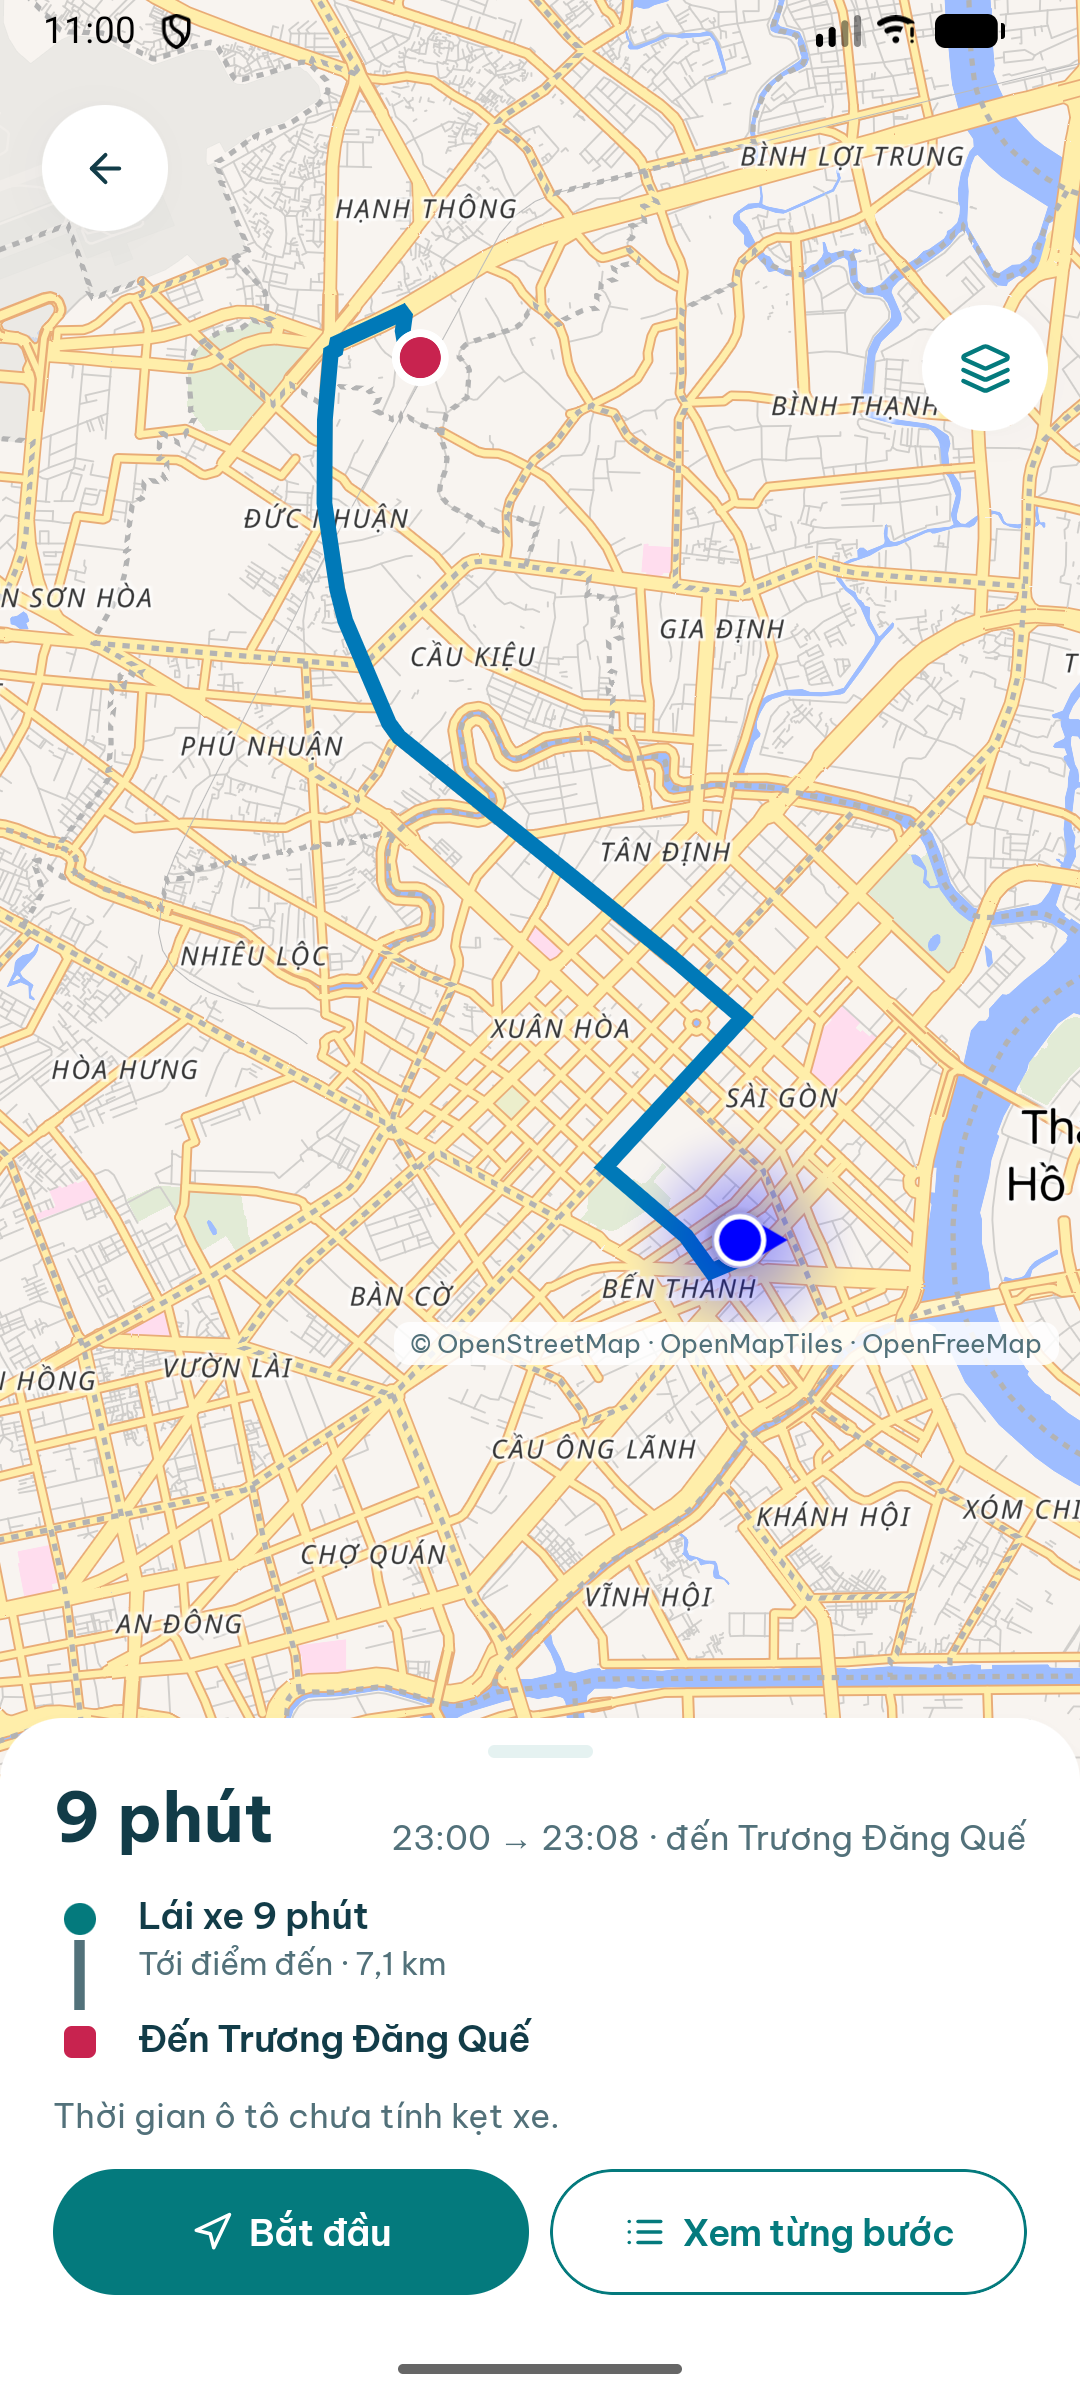 11:00
BÌNH LỢI TRUNG
HẠNH THÔNG
BÌNH THẠNH
ĐỨC NHUẬN
N SƠN HÒA
GIA ĐỊNH
CẦU KIỆU
PHÚ NHUẬN
TÂN ĐỊNH
NHIÊU LỘC
XUÂN HÒA
HÒA HƯNG
SÀI GÒN
Thà
Hồ
BẾN THÀNH
BÀN CỜ
© OpenStreetMap · OpenMapTiles · OpenFreeMap
VƯỜN LÀI
HỒNG
CẦU ÔNG LÃNH
KHÁNH HỘI
XÓM CHI
CHỢ QUÁN
VĨNH HỘI
AN ĐÔNG
9 phút
23:00 → 23:08 · đến Trương Đăng Quế
Lái xe 9 phút
Tới điểm đến · 7,1 km
Đến Trương Đăng Quế
Thời gian ô tô chưa tính kẹt xe.
Bắt đầu
Xem từng bước